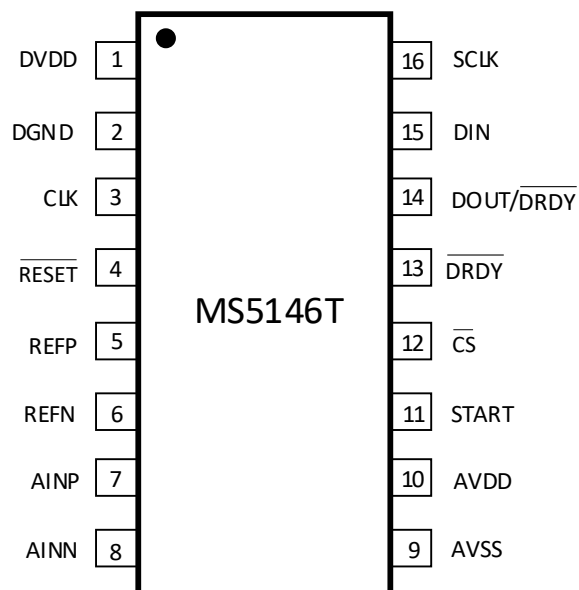 DVDD 1 16 SCLK
DGND 2 15 DIN
CLK 3 14 DOUT/DRDY
RESET 4 13 DRDY
MS5146T
REFP 5 12 CS
REFN 6 11 START
AINP 7 10 AVDD
AINN 8 9 AVSS